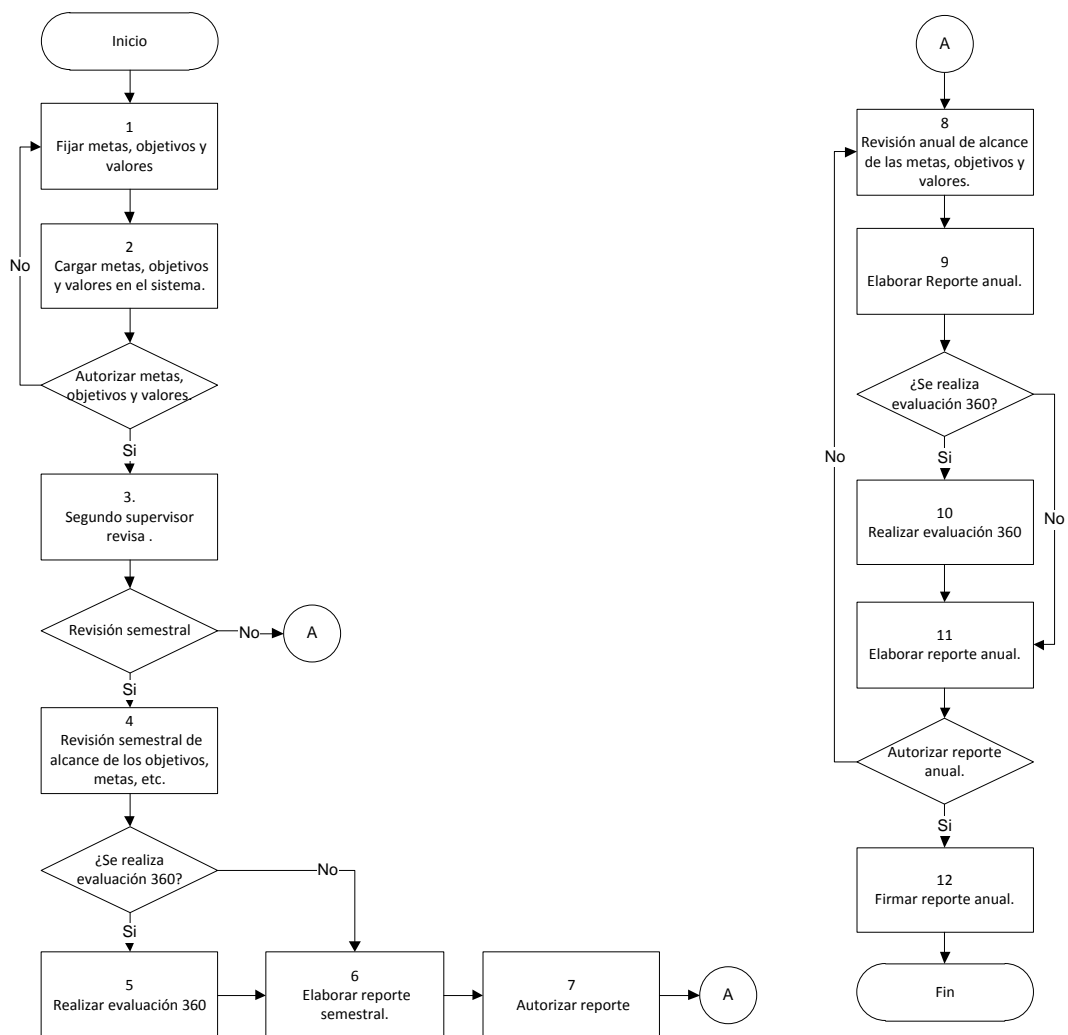 Inicio
1
Fijar metas, objetivos y
valores
2
Cargar metas, objetivos
y valores en el sistema.
No
Autorizar metas,
objetivos y valores.
Si
3.
Segundo supervisor
revisa .
Revisión semestral
No
A
Si
4
Revisión semestral de
alcance de los objetivos,
metas, etc.
¿Se realiza
evaluación 360?
No
Si
5
Realizar evaluación 360
6
Elaborar reporte
semestral.
7
Autorizar reporte
A
A
8
Revisión anual de alcance
de las metas, objetivos y
valores.
9
Elaborar Reporte anual.
¿Se realiza
evaluación 360?
No
Si
10
Realizar evaluación 360
No
11
Elaborar reporte anual.
Autorizar reporte
anual.
Si
12
Firmar reporte anual.
Fin